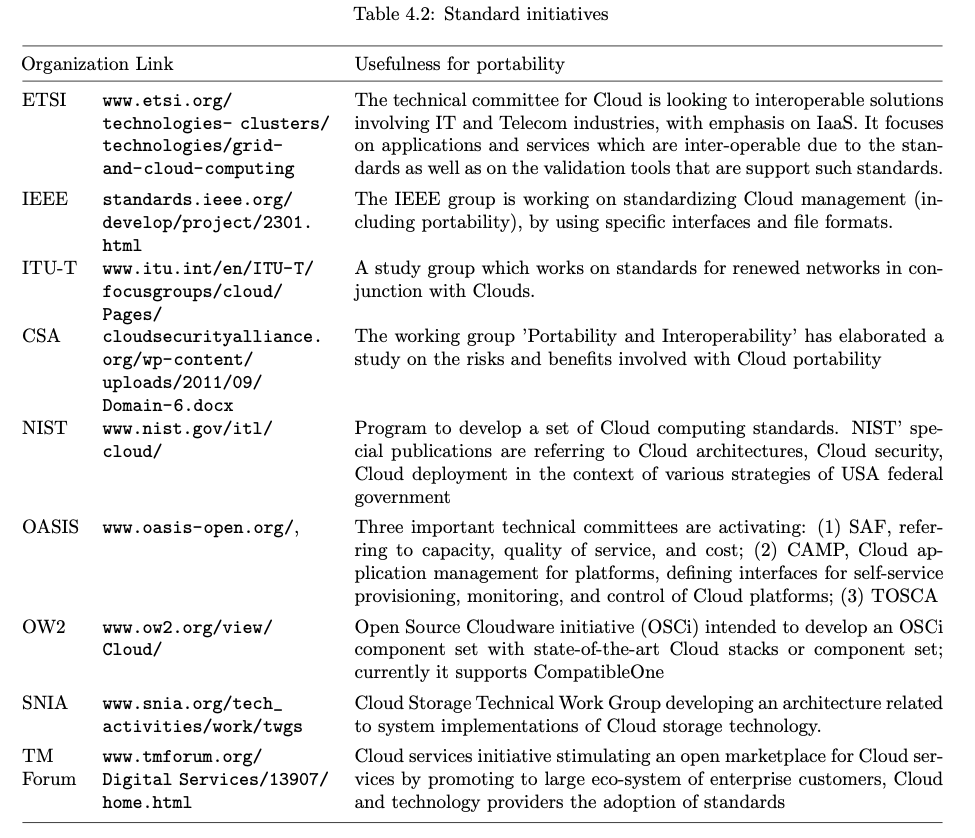 Table 4.2: Standard initiatives
Organization Link Usefulness for portability
ETSI www.etsi.org/ The technical committee for Cloud is looking to interoperable solutions
technologies- clusters/ involving IT and Telecom industries, with emphasis on IaaS. It focuses
technologies/grid- on applications and services which are inter-operable due to the stan-
and-cloud-computing dards as well as on the validation tools that are support such standards.
IEEE standards.ieee.org/ The IEEE group is working on standardizing Cloud management (in-
develop/project/2301. cluding portability), by using specific interfaces and file formats.
html
ITU-T www.itu.int/en/ITU-T/ A study group which works on standards for renewed networks in con-
focusgroups/cloud/ junction with Clouds.
Pages/
CSA cloudsecurityalliance. The working group 'Portability and Interoperability' has elaborated a
org/wp-content/ study on the risks and benefits involved with Cloud portability
uploads/2011/09/
Domain-6.docx
NIST www.nist.gov/itl/ Program to develop a set of Cloud computing standards. NIST' spe-
cloud/ cial publications are referring to Cloud architectures, Cloud security,
Cloud deployment in the context of various strategies of USA federal
government
OASIS www.oasis-open.org/, Three important technical committees are activating: (1) SAF, refer-
ring to capacity, quality of service, and cost; (2) CAMP, Cloud ap-
plication management for platforms, defining interfaces for self-service
provisioning, monitoring, and control of Cloud platforms; (3) TOSCA
OW2 www.ow2.org/view/ Open Source Cloudware initiative (OSCi) intended to develop an OSCi
Cloud/ component set with state-of-the-art Cloud stacks or component set;
currently it supports CompatibleOne
SNIA www.snia.org/tech_ Cloud Storage Technical Work Group developing an architecture related
activities/work/twgs to system implementations of Cloud storage technology.
TM www.tmforum.org/ Cloud services initiative stimulating an open marketplace for Cloud ser-
Forum Digital Services/13907/ vices by promoting to large eco-system of enterprise customers, Cloud
home.html and technology providers the adoption of standards